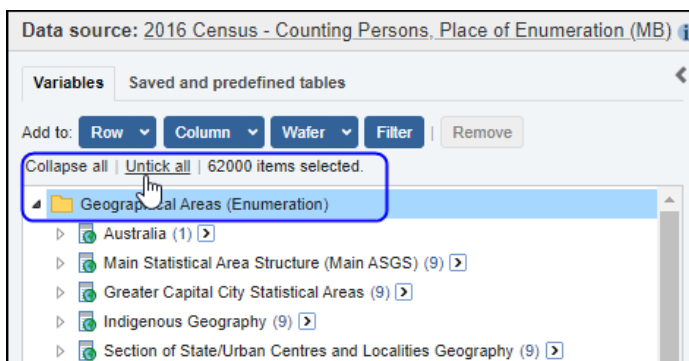 Data source: 2016 Census - Counting Persons, Place of Enumeration (MB) i
Variables Saved and predefined tables
Add to: Row Column Wafer Filter | Remove
Collapse all | Untick all | 62000 items selected.
Geographical Areas (Enumeration)
Australia (1)
Main Statistical Area Structure (Main ASGS) (9)
Greater Capital City Statistical Areas (9)
Indigenous Geography (9)
Section of State/Urban Centres and Localities Geography (9)